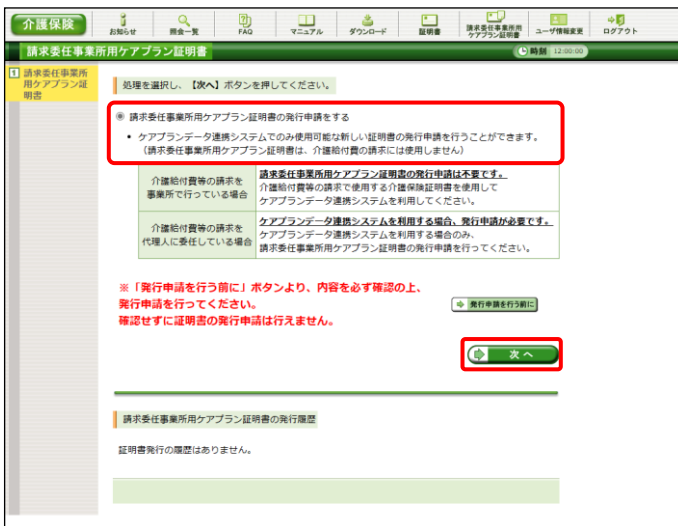 介護保険
お知らせ
照会一覧
FAQ
マニュアル
ダウンロード
証明書
請求委任事業所用
ケアプラン証明書
ユーザ情報変更
ログアウト
請求委任事業所用ケアプラン証明書
時刻 12:00:00
1 請求委任事業所
用ケアプラン証
明書
処理を選択し、【次へ】ボタンを押してください。
請求委任事業所用ケアプラン証明書の発行申請をする
• ケアプランデータ連携システムでのみ使用可能な新しい証明書の発行申請を行うことができます。
（請求委任事業所用ケアプラン証明書は、介護給付費の請求には使用しません）
介護給付費等の請求を
事業所で行っている場合
請求委任事業所用ケアプラン証明書の発行申請は不要です。
介護給付費等の請求で使用する介護保険証明書を使用して
ケアプランデータ連携システムを利用してください。
介護給付費等の請求を
代理人に委任している場合
ケアプランデータ連携システムを利用する場合、発行申請が必要です。
ケアプランデータ連携システムを利用する場合のみ、
請求委任事業所用ケアプラン証明書の発行申請を行ってください。
※「発行申請を行う前に」ボタンより、内容を必ず確認の上、
発行申請を行ってください。
確認せずに証明書の発行申請は行えません。
発行申請を行う前に
次へ
請求委任事業所用ケアプラン証明書の発行履歴
証明書発行の履歴はありません。